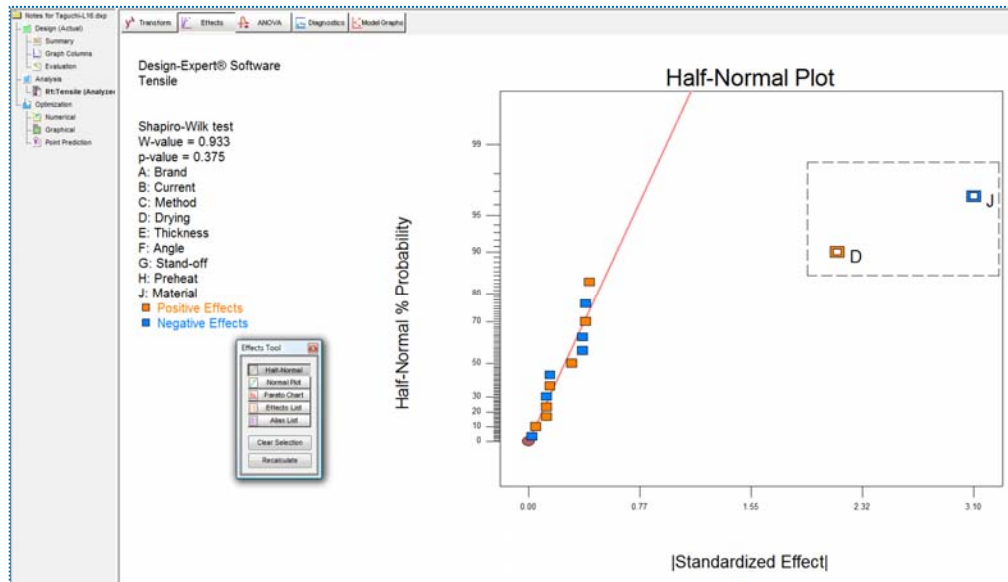 Notes for Taguchi-L16.dxp
Design (Actual)
Summary
Graph Columns
Evaluation
Analysis
R1:Tensile (Analyzed
Optimization
Numerical
Graphical
Point Prediction
Transform
Effects
ANOVA
Diagnostics
Model Graphs
Design-Expert® Software
Tensile
Shapiro-Wilk test
W-value = 0.933
p-value = 0.375
A: Brand
B: Current
C: Method
D: Drying
E: Thickness
F: Angle
G: Stand-off
H: Preheat
J: Material
Positive Effects
Negative Effects
Effects Tool
Half-Normal
Normal Plot
Pareto Chart
Effects List
Alias List
Clear Selection
Recalculate
Half-Normal Plot
Half-Normal % Probability
99
95
90
80
70
50
30
20
10
0
J
D
0.00
0.77
1.55
2.32
3.10
|Standardized Effect|